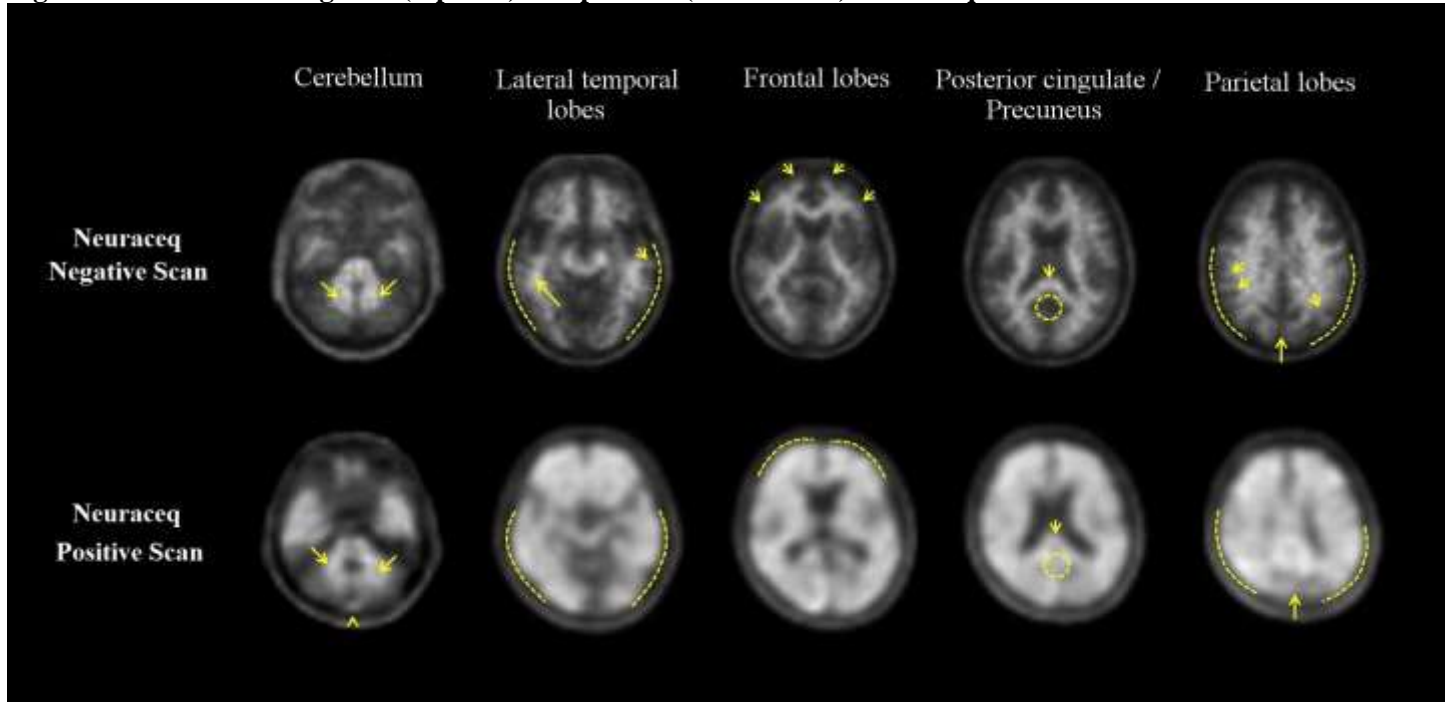 Cerebellum
Lateral temporal
lobes
Frontal lobes
Posterior cingulate /
Precuneus
Parietal lobes
Neuraceq
Negative Scan
Neuraceq
Positive Scan